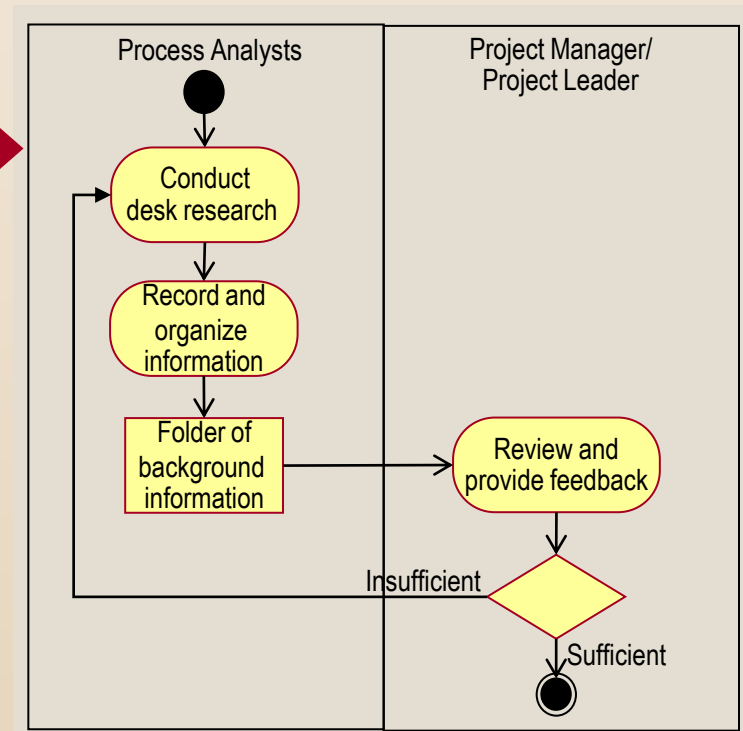 Process Analysts
Project Manager/
Project Leader
Conduct
desk research
Record and
organize
information
Folder of
background
information
Review and
provide feedback
Insufficient
Sufficient